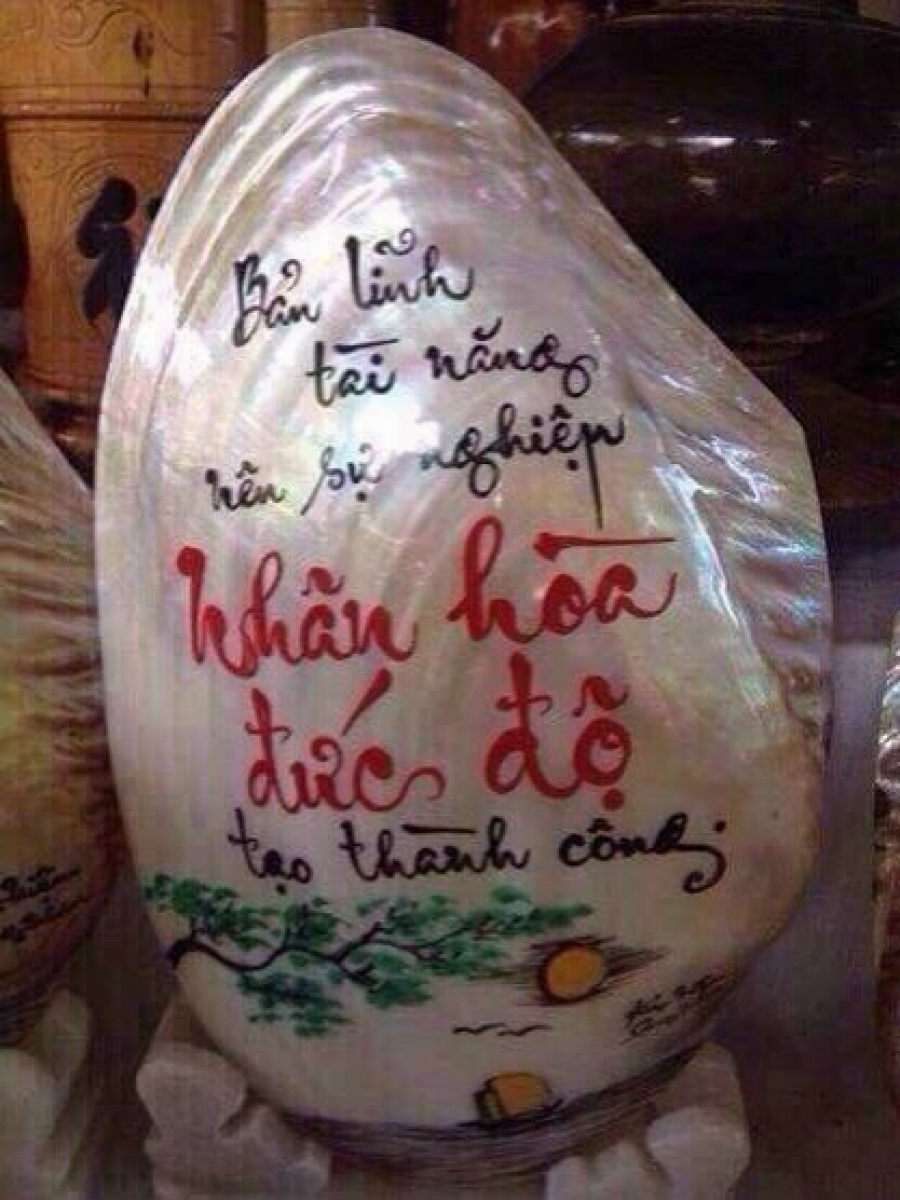 Bản lĩnh
tài năng
nên sự nghiệp
Nhân hòa
đức độ
tạo thành công